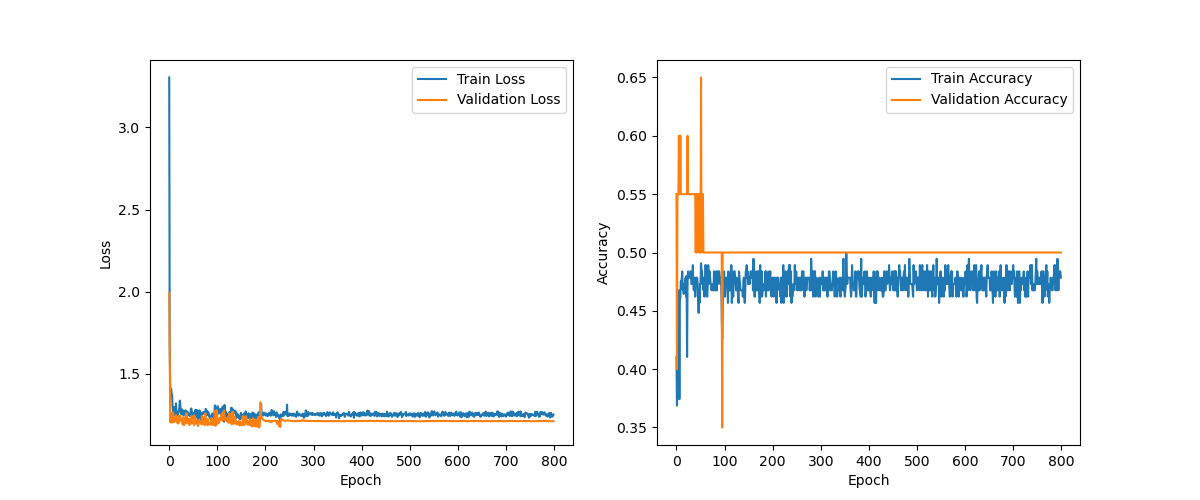 Train Loss
Validation Loss
3.0
2.5
2.0
1.5
Loss
0 100 200 300 400 500 600 700 800
Epoch
Train Accuracy
Validation Accuracy
0.65
0.60
0.55
0.50
0.45
0.40
0.35
Accuracy
0 100 200 300 400 500 600 700 800
Epoch